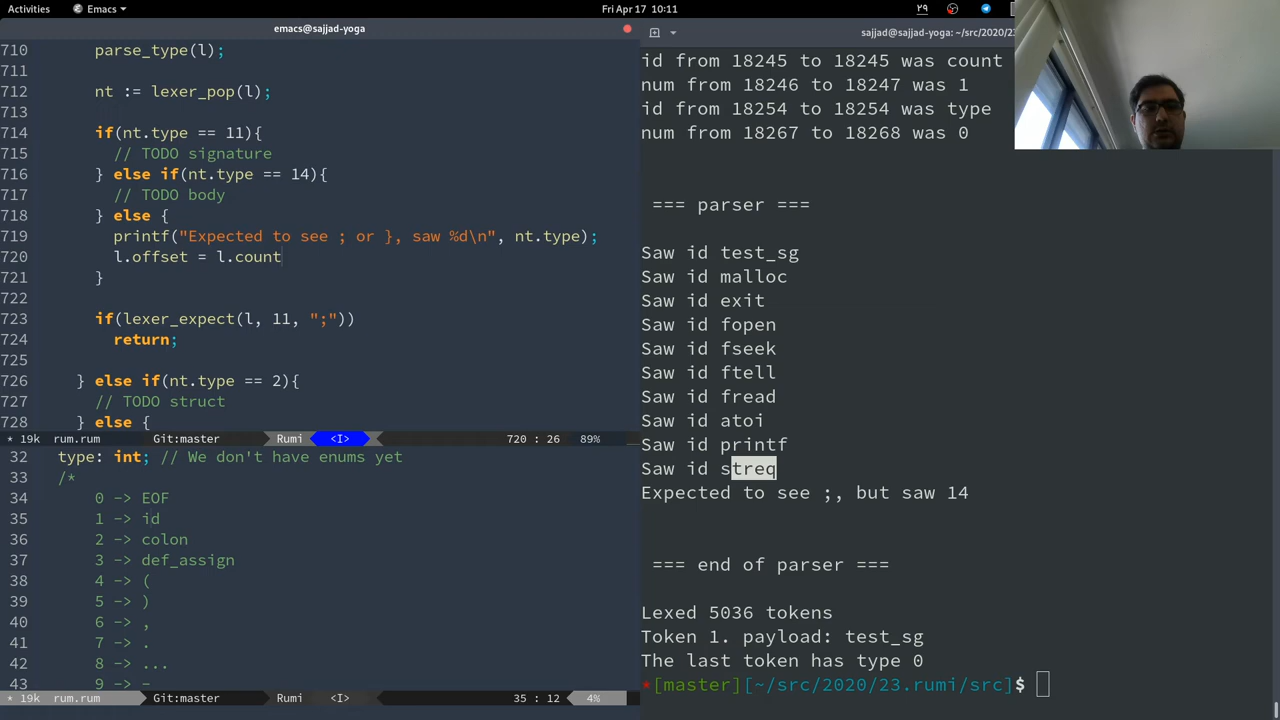 Activities
Emacs
Fri Apr 17 10:11
۲۹
emacs@sajjad-yoga
710 parse_type(l);
711
712 nt := lexer_pop(l);
713
714 if(nt.type == 11){
715 // TODO signature
716 } else if(nt.type == 14){
717 // TODO body
718 } else {
719 printf("Expected to see ; or }, saw %d\n", nt.type);
720 l.offset = l.count
721 }
722
723 if(lexer_expect(l, 11, ";"))
724 return;
725
726 } else if(nt.type == 2){
727 // TODO struct
728 } else {
* 19k rum.rum Git:master Rumi <I> 720 : 26 89%
32 type: int; // We don't have enums yet
33 /*
34 0 -> EOF
35 1 -> id
36 2 -> colon
37 3 -> def_assign
38 4 -> (
39 5 -> )
40 6 -> ,
41 7 -> .
42 8 -> ...
43 9 -> -
* 19k rum.rum Git:master Rumi <I> 35 : 12 4%
sajjad@sajjad-yoga: ~/src/2020/23
id from 18245 to 18245 was count
num from 18246 to 18247 was 1
id from 18254 to 18254 was type
num from 18267 to 18268 was 0
=== parser ===
Saw id test_sg
Saw id malloc
Saw id exit
Saw id fopen
Saw id fseek
Saw id ftell
Saw id fread
Saw id atoi
Saw id printf
Saw id streq
Expected to see ;, but saw 14
=== end of parser ===
Lexed 5036 tokens
Token 1. payload: test_sg
The last token has type 0
*[master][~/src/2020/23.rumi/src]$